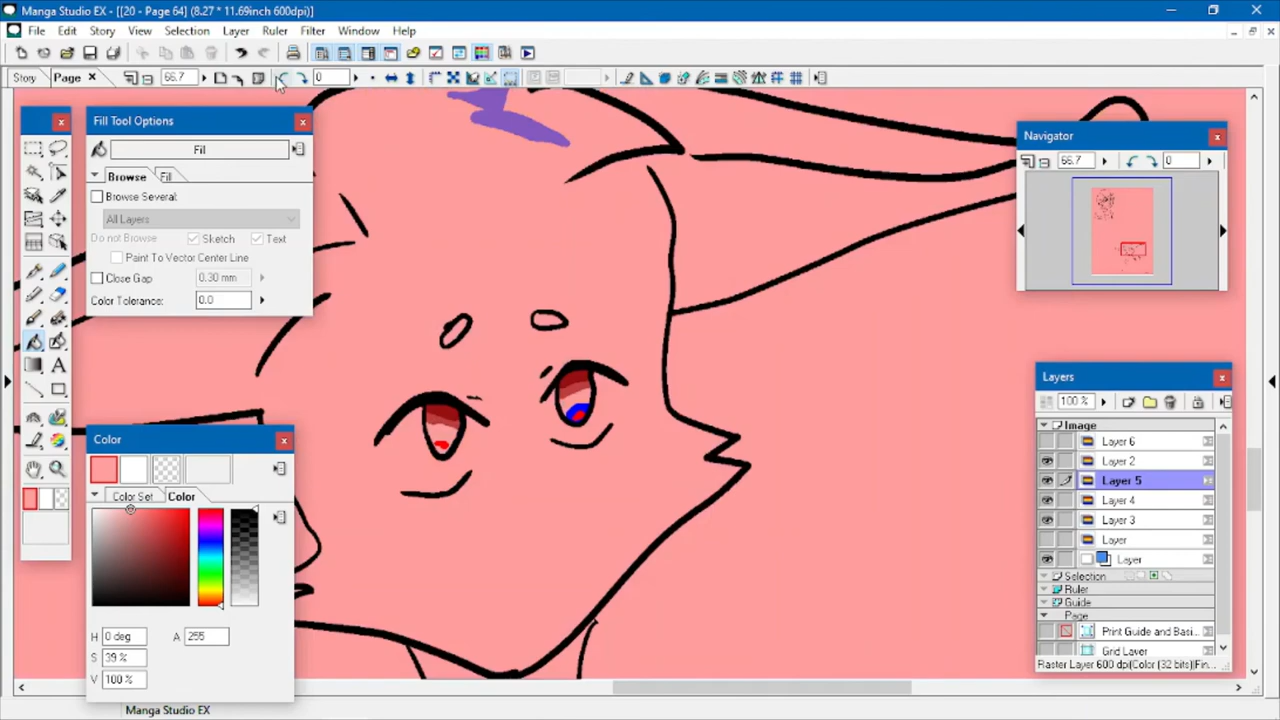 Manga Studio EX - [[20 - Page 64] (8.27 * 11.69inch 600dpi)]
File Edit Story View Selection Layer Ruler Filter Window Help
Story Page 66.7 0
Fill Tool Options
Fill
Browse Fill
Browse Several:
All Layers
Do not Browse Sketch Text
Paint To Vector Center Line
Close Gap 0.30 mm
Color Tolerance: 0.0
Color
Color Set Color
H 0 deg A 255
S 39 %
V 100 %
Navigator
66.7 0
Layers
100 %
Image
Layer 6
Layer 2
Layer 5
Layer 4
Layer 3
Layer
Layer
Selection
Ruler
Guide
Page
Print Guide and Basi...
Grid Layer
Raster Layer 600 dpi(Color (32 bits)(Fin...
Manga Studio EX